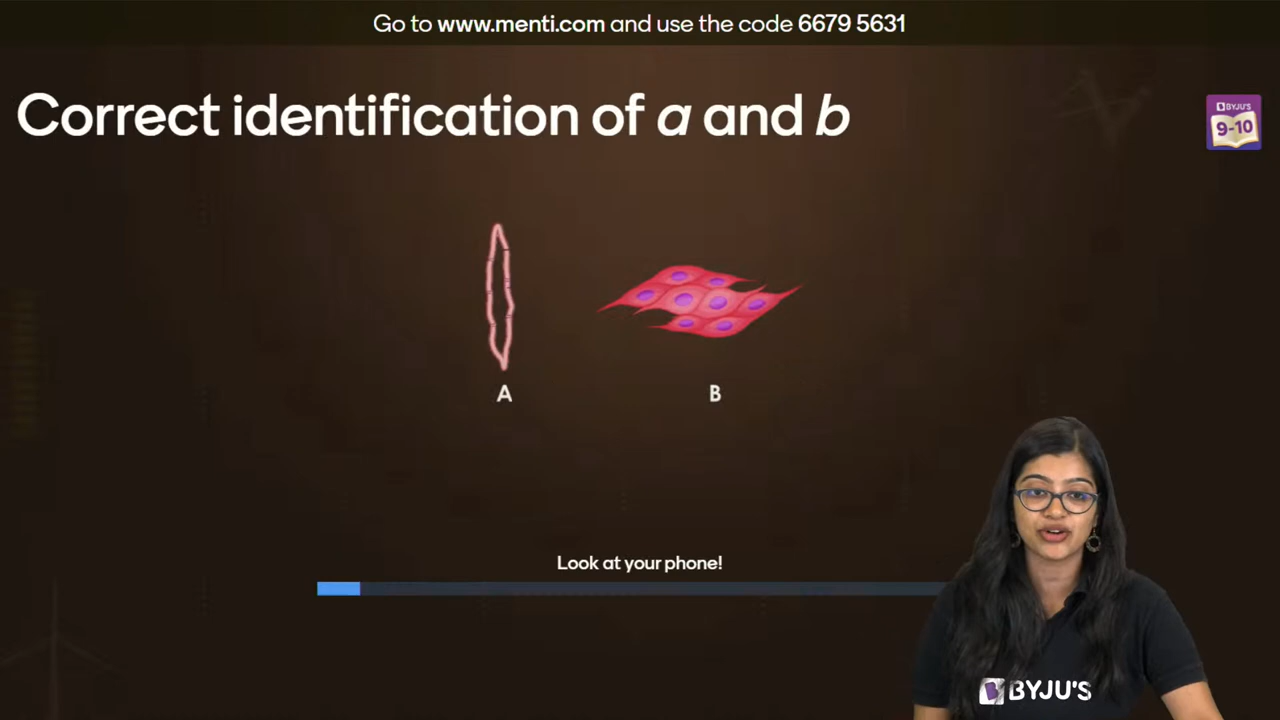 Go to www.menti.com and use the code 6679 5631
Correct identification of a and b
BYJU'S
9-10
A
B
Look at your phone!
BYJU'S